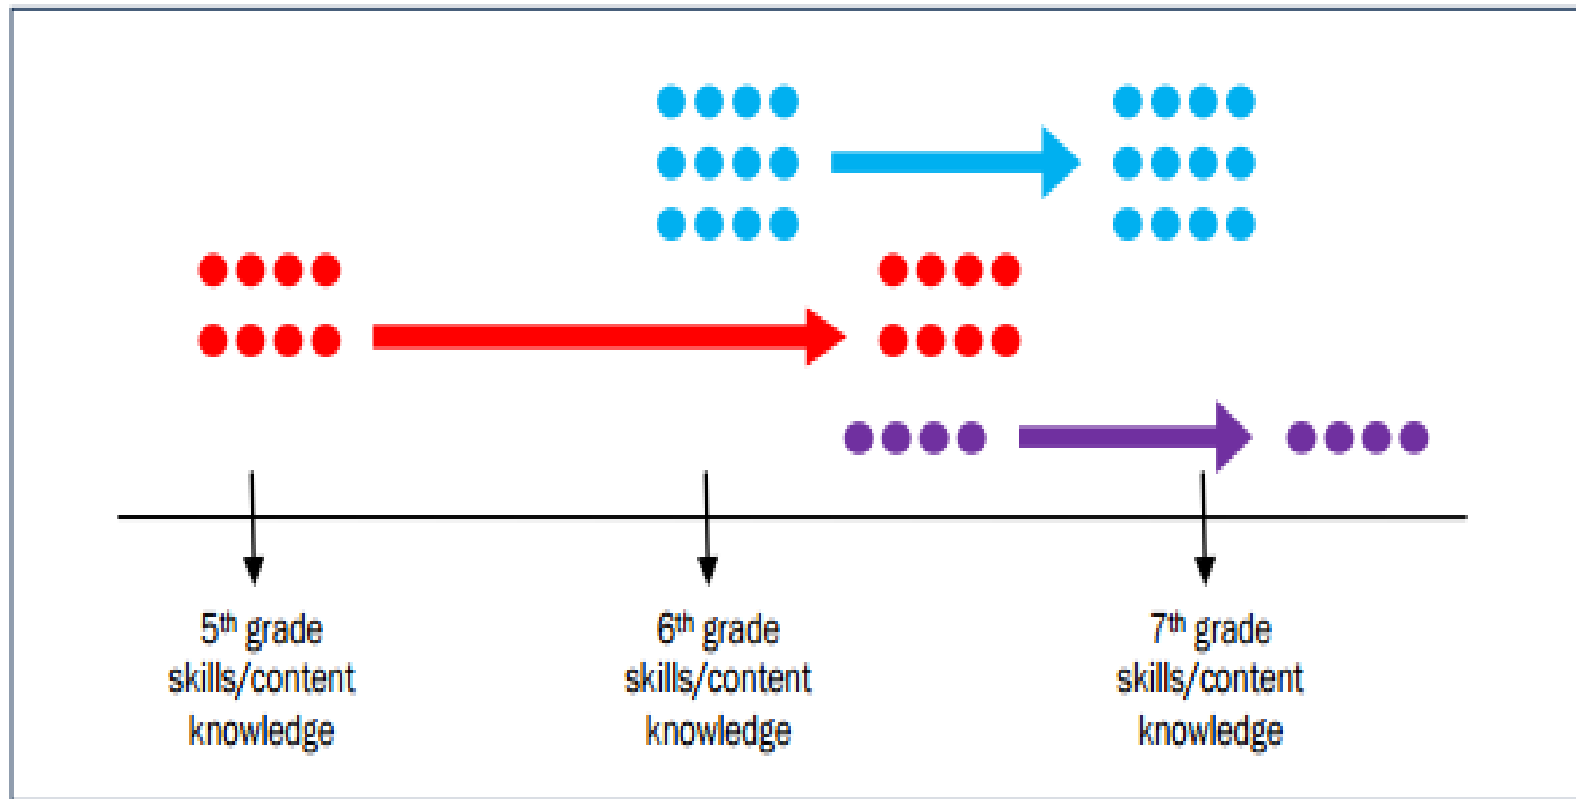 5th grade
skills/content
knowledge
6th grade
skills/content
knowledge
7th grade
skills/content
knowledge